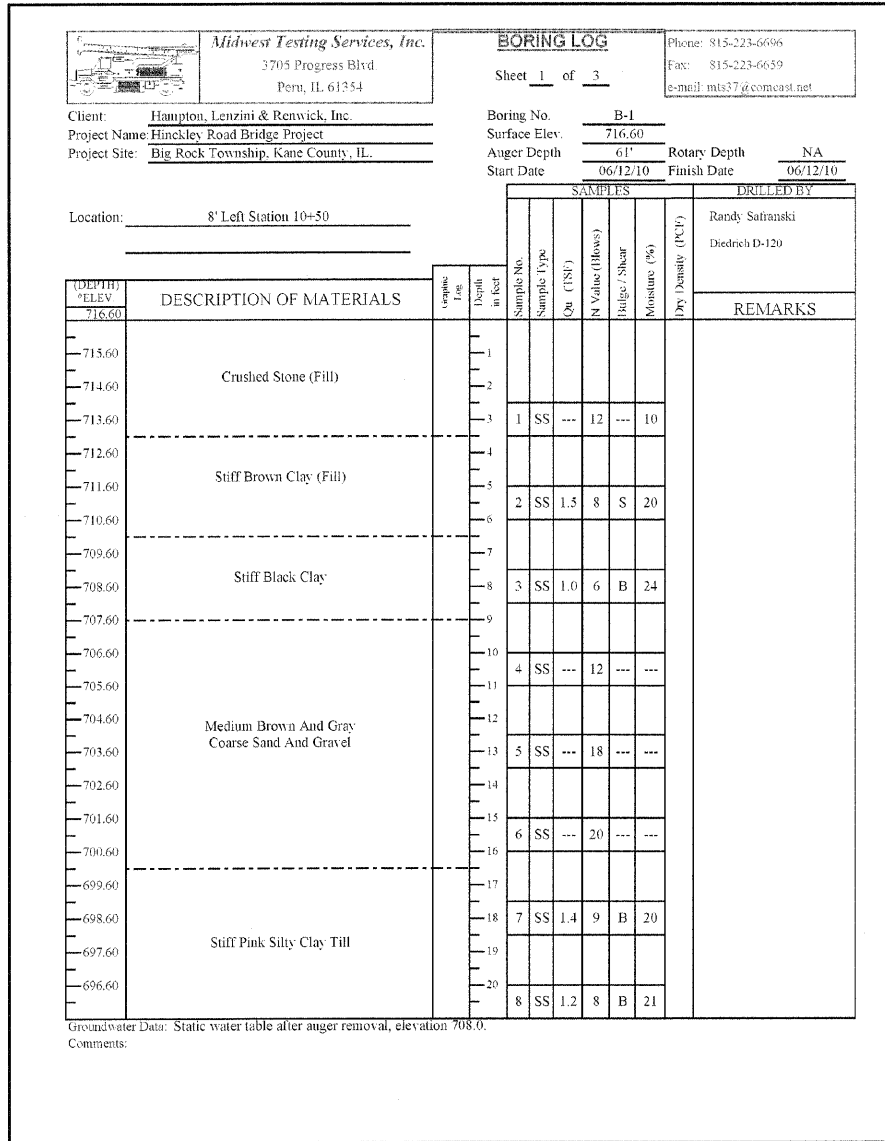 Midwest Testing Services, Inc.
3705 Progress Blvd.
Peru, IL 61354
BORING LOG
Sheet 1 of 3
Phone: 815-223-6696
Fax: 815-223-6659
e-mail: mts37@comcast.net
Client: Hampton, Lenzini & Renwick, Inc.
Project Name: Hinckley Road Bridge Project
Project Site: Big Rock Township, Kane County, IL.
Boring No. B-1
Surface Elev. 716.60
Auger Depth 61' Rotary Depth NA
Start Date 06/12/10 Finish Date 06/12/10
SAMPLES DRILLED BY
Location: 8' Left Station 10+50
Randy Safranski
Diedrich D-120
(DEPTH) ºELEV 716.60
DESCRIPTION OF MATERIALS
Graphic Log
Depth in feet
Sample No.
Sample Type
Qu (TSF)
N Value (Blows)
Bulge / Shear
Moisture (%)
Dry Density (PCF)
REMARKS
715.60 1
Crushed Stone (Fill)
714.60 2
713.60 3 1 SS --- 12 --- 10
712.60 4
Stiff Brown Clay (Fill)
711.60 5
2 SS 1.5 8 S 20
710.60 6
709.60 7
Stiff Black Clay
708.60 8 3 SS 1.0 6 B 24
707.60 9
706.60 10
4 SS --- 12 --- ---
705.60 11
704.60 12
Medium Brown And Gray
Coarse Sand And Gravel
703.60 13 5 SS --- 18 --- ---
702.60 14
701.60 15
6 SS --- 20 --- ---
700.60 16
699.60 17
698.60 18 7 SS 1.4 9 B 20
Stiff Pink Silty Clay Till
697.60 19
696.60 20
8 SS 1.2 8 B 21
Groundwater Data: Static water table after auger removal, elevation 708.0.
Comments: